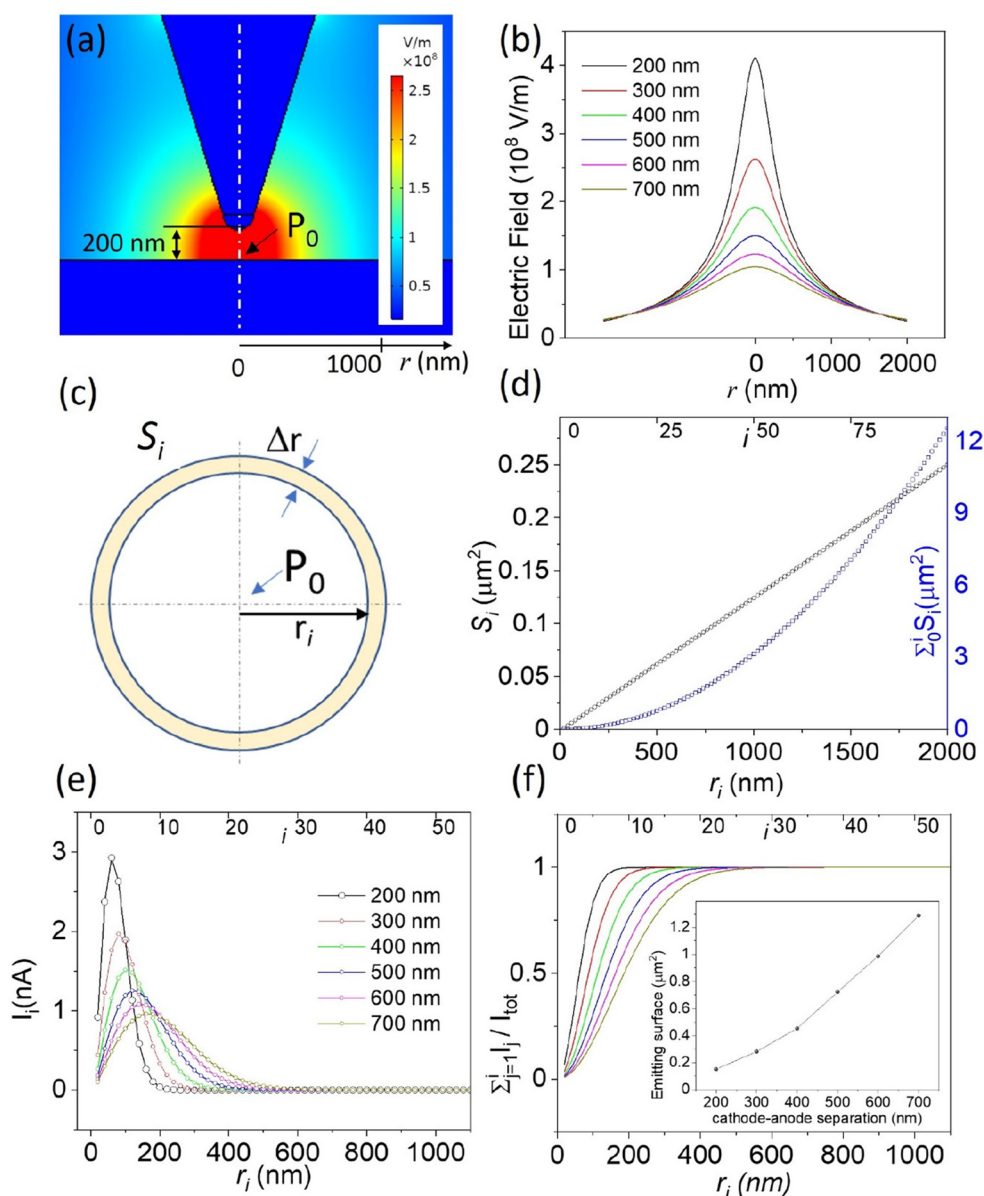 (a)
V/m
×10⁸
2
1.5
1
0.5
P₀
200 nm
0
1000
r (nm)
(b)
Electric Field (10⁸ V/m)
4
3
2
1
0
200 nm
300 nm
400 nm
500 nm
600 nm
700 nm
0 1000 2000
r (nm)
(c)
Sᵢ
Δr
P₀
rᵢ
(d)
0 25 i 50 75
Sᵢ (μm²)
0.25
0.2
0.15
0.1
0.05
0
12
9
6
3
0
Σ₀ⁱSᵢ(μm²)
500 1000 1500 2000
rᵢ (nm)
(e)
0 10 20 i 30 40 50
Iᵢ(nA)
3
2
1
0
200 nm
300 nm
400 nm
500 nm
600 nm
700 nm
0 200 400 600 800 1000
rᵢ (nm)
(f)
0 10 20 i 30 40 50
Σⁱⱼ₌₁Iⱼ / Iₜₒₜ
1
0.5
0
Emitting surface (μm²)
1.2
1.0
0.8
0.6
0.4
0.2
200 300 400 500 600 700
cathode-anode separation (nm)
0 200 400 600 800 1000
rᵢ (nm)